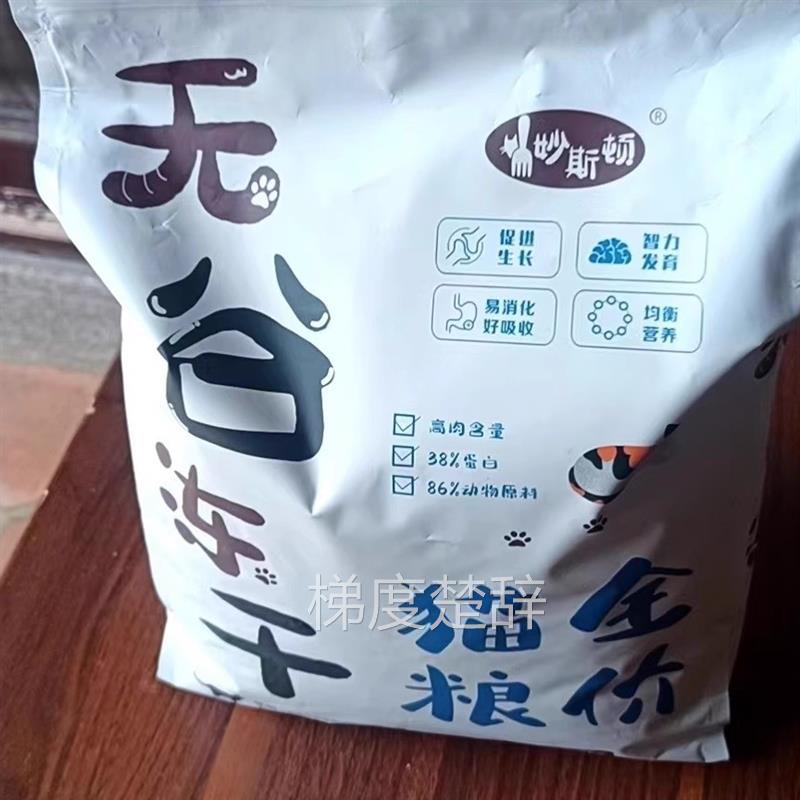 无谷冻干
妙斯顿
®
促进
生长
智力
发育
易消化
好吸收
均衡
营养
高肉含量
38%蛋白
86%动物原料
全价
猫粮
梯度楚辞